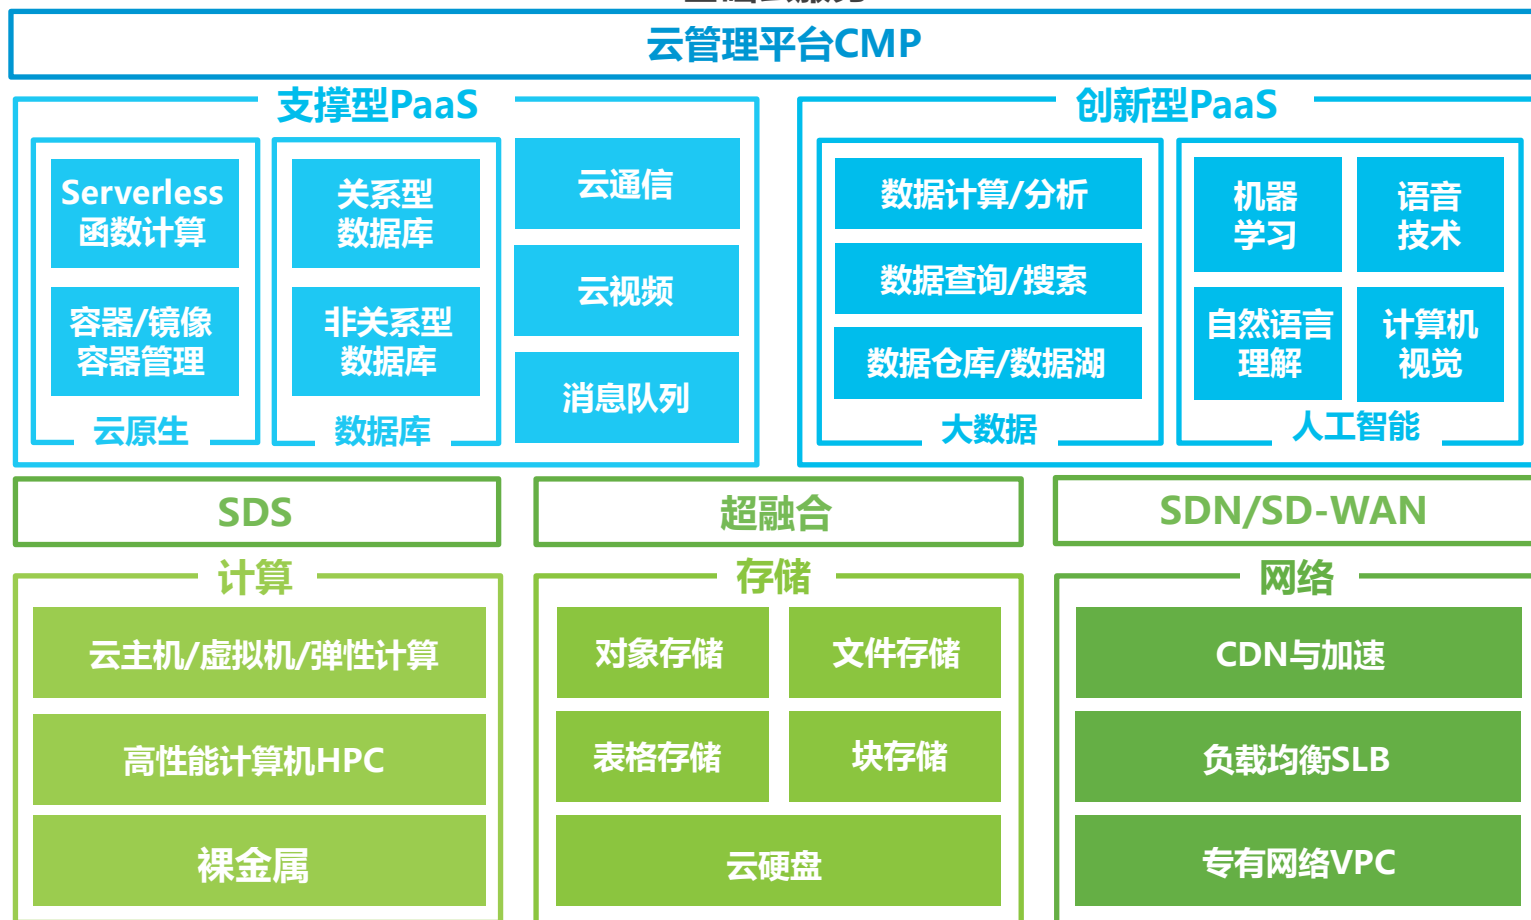 云管理平台CMP
支撑型PaaS
Serverless
函数计算
容器/镜像
容器管理
云原生
关系型
数据库
非关系型
数据库
数据库
云通信
云视频
消息队列
创新型PaaS
数据计算/分析
数据查询/搜索
数据仓库/数据湖
大数据
机器
学习
语音
技术
自然语言
理解
计算机
视觉
人工智能
SDS
超融合
SDN/SD-WAN
计算
云主机/虚拟机/弹性计算
高性能计算机HPC
裸金属
存储
对象存储
文件存储
表格存储
块存储
云硬盘
网络
CDN与加速
负载均衡SLB
专有网络VPC